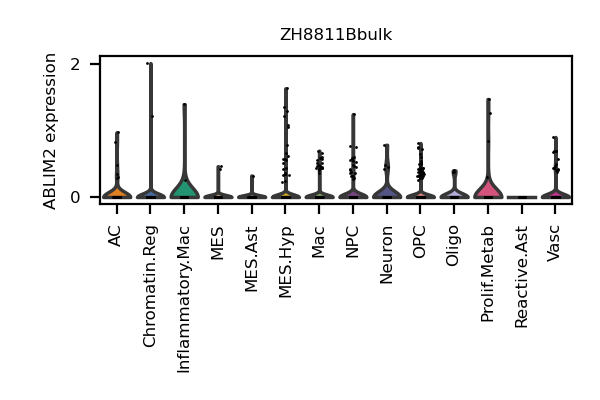 ZH8811Bbulk
ABLIM2 expression
2
0
AC
Chromatin.Reg
Inflammatory.Mac
MES
MES.Ast
MES.Hyp
Mac
NPC
Neuron
OPC
Oligo
Prolif.Metab
Reactive.Ast
Vasc